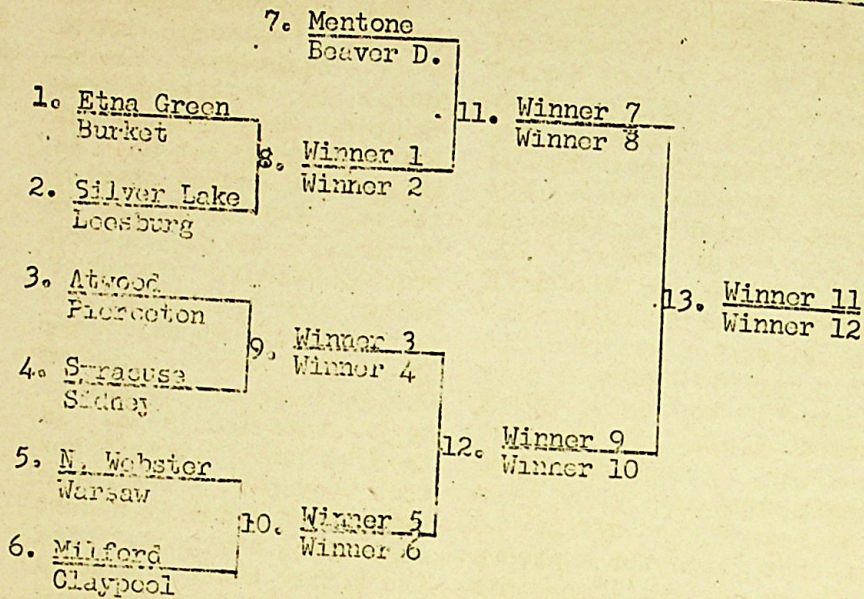 7. Mentone
Beaver D.
1. Etna Green
Burket
2. Silver Lake
Leesburg
3. Atwood
Pierceton
4. Syracuse
Sidney
5. N. Webster
Warsaw
6. Milford
Claypool
8. Winner 1
Winner 2
9. Winner 3
Winner 4
10. Winner 5
Winner 6
11. Winner 7
Winner 8
12. Winner 9
Winner 10
13. Winner 11
Winner 12